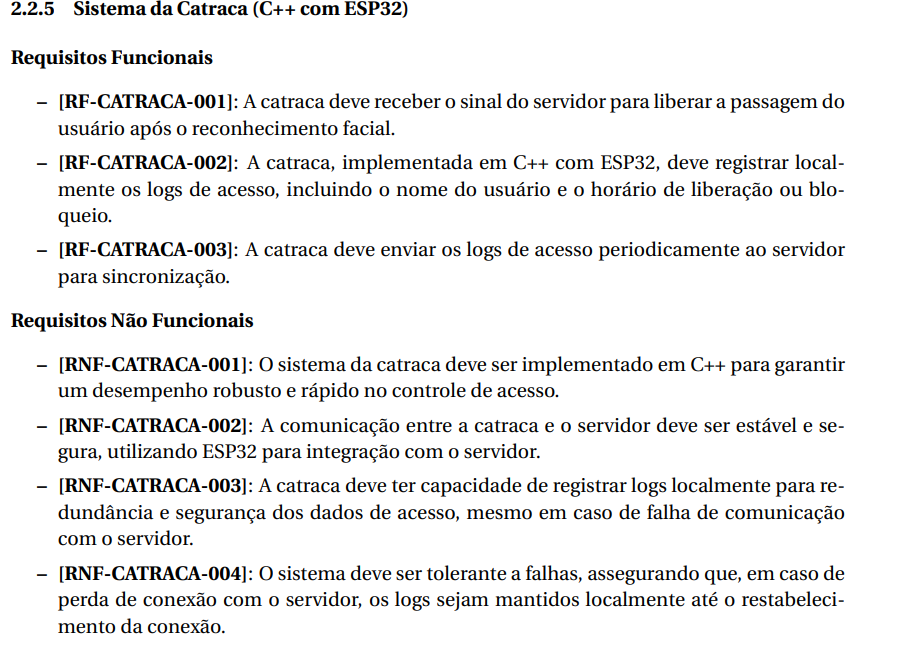 2.2.5 Sistema da Catraca (C++ com ESP32)
Requisitos Funcionais
– [RF-CATRACA-001]: A catraca deve receber o sinal do servidor para liberar a passagem do
usuário após o reconhecimento facial.
– [RF-CATRACA-002]: A catraca, implementada em C++ com ESP32, deve registrar local-
mente os logs de acesso, incluindo o nome do usuário e o horário de liberação ou blo-
queio.
– [RF-CATRACA-003]: A catraca deve enviar os logs de acesso periodicamente ao servidor
para sincronização.
Requisitos Não Funcionais
– [RNF-CATRACA-001]: O sistema da catraca deve ser implementado em C++ para garantir
um desempenho robusto e rápido no controle de acesso.
– [RNF-CATRACA-002]: A comunicação entre a catraca e o servidor deve ser estável e se-
gura, utilizando ESP32 para integração com o servidor.
– [RNF-CATRACA-003]: A catraca deve ter capacidade de registrar logs localmente para re-
dundância e segurança dos dados de acesso, mesmo em caso de falha de comunicação
com o servidor.
– [RNF-CATRACA-004]: O sistema deve ser tolerante a falhas, assegurando que, em caso de
perda de conexão com o servidor, os logs sejam mantidos localmente até o restabeleci-
mento da conexão.